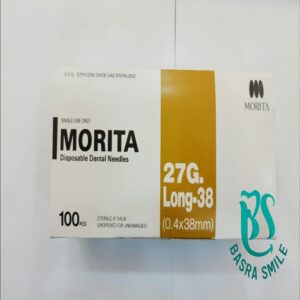 E.O.G. ETHYLENE OXIDE GAS STERILIZED
MORITA
SINGLE USE ONLY
MORITA
Disposable Dental Needles
27G.
Long-38
(0.4x38mm)
100PCS
STERILE IF PACK
UNOPENED OR UNDAMAGED
BS
BASRA SMILE